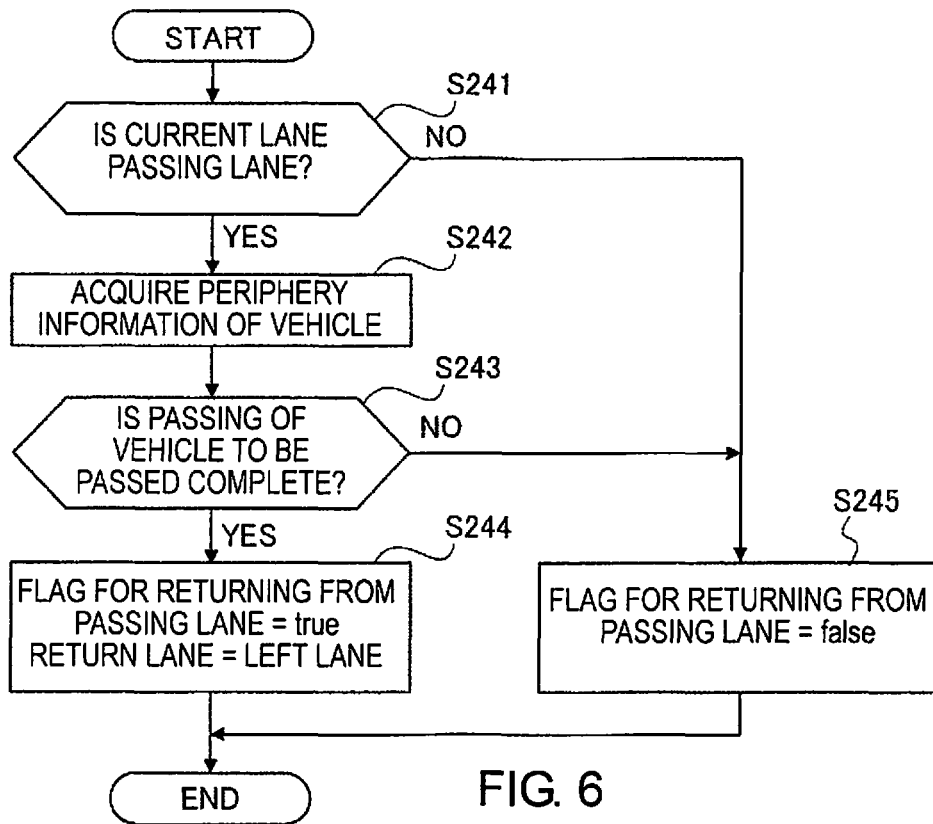 START
S241
IS CURRENT LANE
PASSING LANE?
NO
YES
S242
ACQUIRE PERIPHERY
INFORMATION OF VEHICLE
S243
IS PASSING OF
VEHICLE TO BE
PASSED COMPLETE?
NO
YES
S244
FLAG FOR RETURNING FROM
PASSING LANE = true
RETURN LANE = LEFT LANE
S245
FLAG FOR RETURNING FROM
PASSING LANE = false
END
FIG. 6